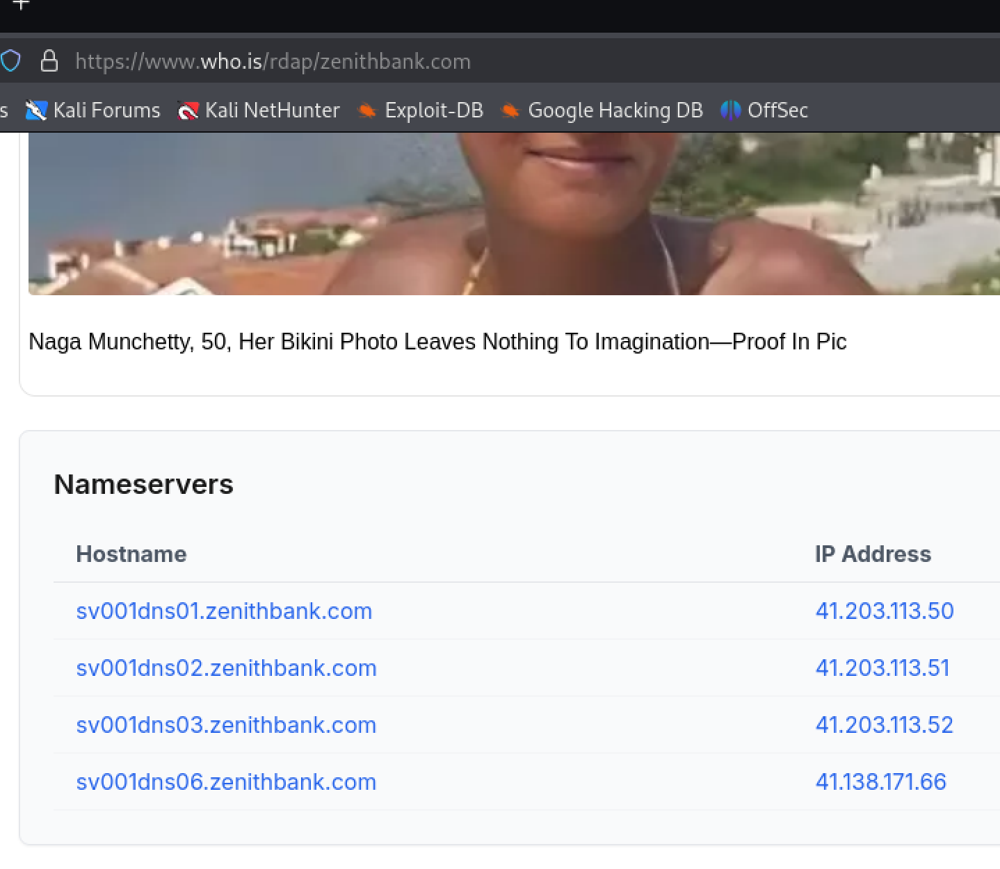 https://www.who.is/rdap/zenithbank.com
s Kali Forums Kali NetHunter Exploit-DB Google Hacking DB OffSec
Naga Munchetty, 50, Her Bikini Photo Leaves Nothing To Imagination—Proof In Pic
Nameservers
Hostname IP Address
sv001dns01.zenithbank.com 41.203.113.50
sv001dns02.zenithbank.com 41.203.113.51
sv001dns03.zenithbank.com 41.203.113.52
sv001dns06.zenithbank.com 41.138.171.66